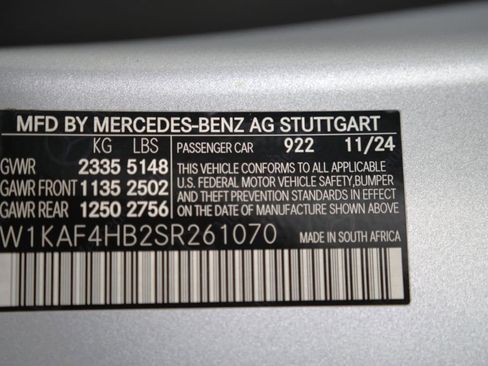 MFD BY MERCEDES-BENZ AG STUTTGART
KG LBS PASSENGER CAR 922 11/24
GVWR 2335 5148
GAWR FRONT 1135 2502
GAWR REAR 1250 2756
THIS VEHICLE CONFORMS TO ALL APPLICABLE
U.S. FEDERAL MOTOR VEHICLE SAFETY,BUMPER
AND THEFT PREVENTION STANDARDS IN EFFECT
ON THE DATE OF MANUFACTURE SHOWN ABOVE.
W1KAF4HB2SR261070 MADE IN SOUTH AFRICA